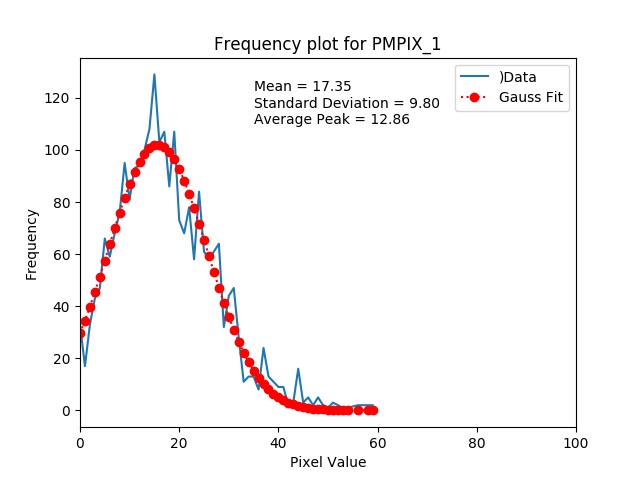 Frequency plot for PMPIX_1
)Data
Gauss Fit
Mean = 17.35
Standard Deviation = 9.80
Average Peak = 12.86
Frequency
120
100
80
60
40
20
0
0 20 40 60 80 100
Pixel Value